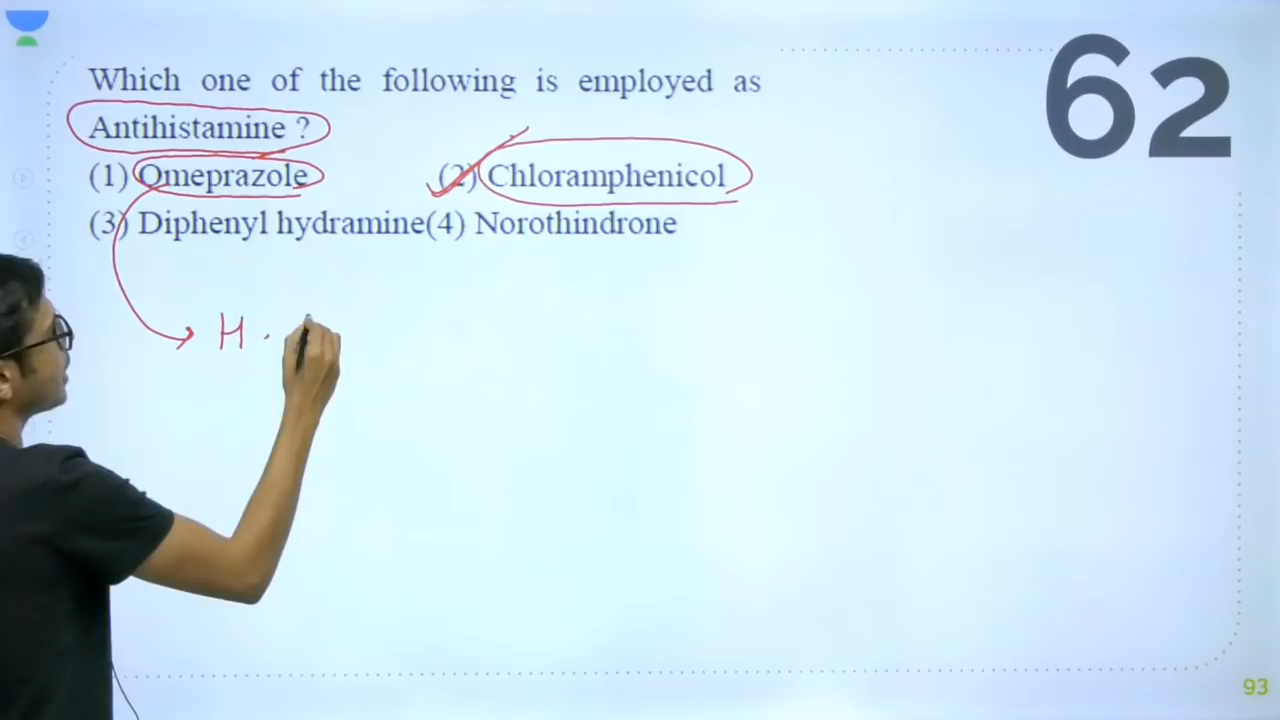 62
Which one of the following is employed as
Antihistamine ?
(1) Omeprazole (2) Chloramphenicol
(3) Diphenyl hydramine(4) Norothindrone
H .
93